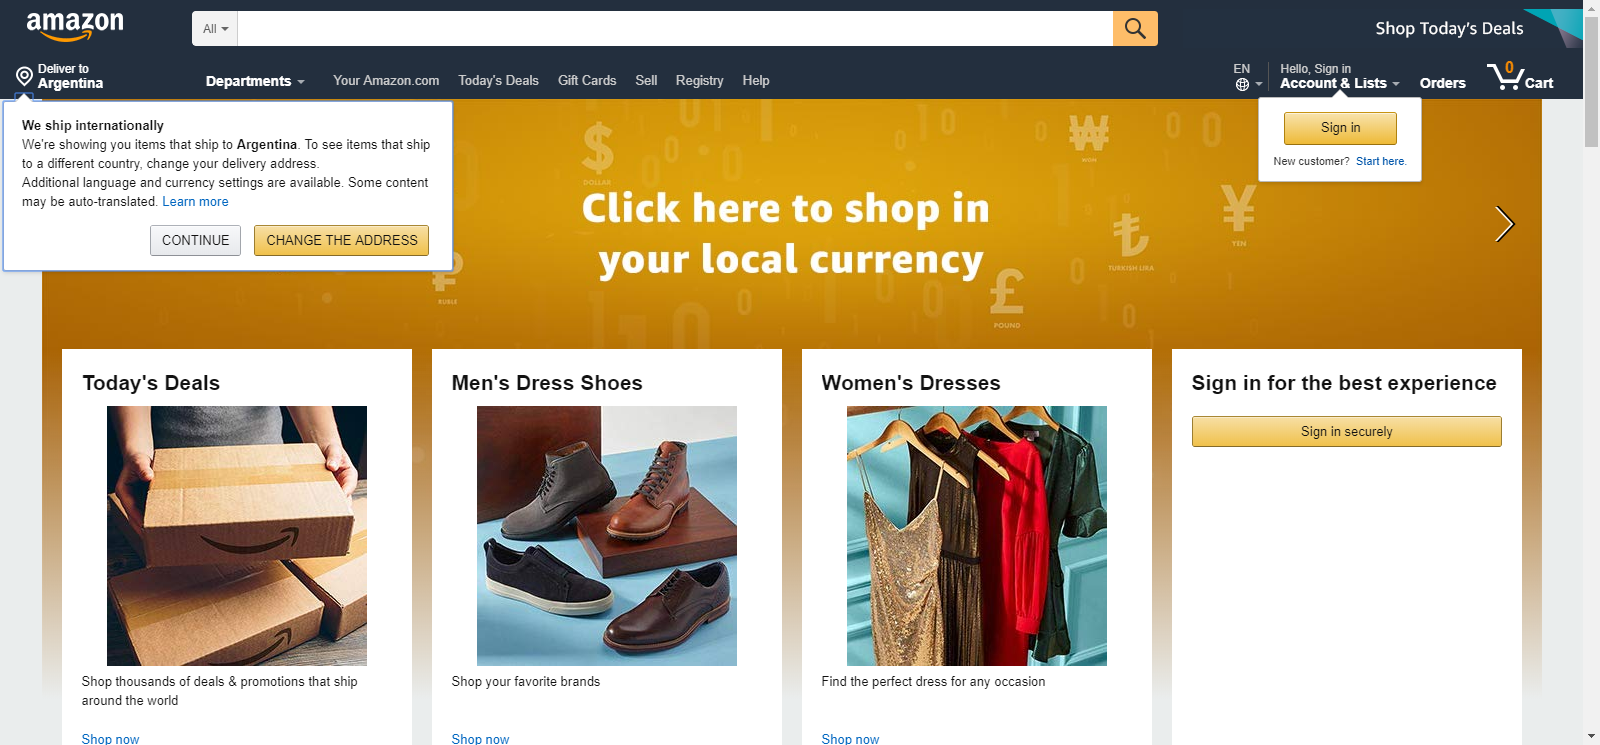 amazon
All
Shop Today's Deals
Deliver to
Argentina
Departments
Your Amazon.com
Today's Deals
Gift Cards
Sell
Registry
Help
EN
Hello, Sign in
Account & Lists
Orders
0
Cart
We ship internationally
We're showing you items that ship to Argentina. To see items that ship
to a different country, change your delivery address.
Additional language and currency settings are available. Some content
may be auto-translated. Learn more
CONTINUE
CHANGE THE ADDRESS
Sign in
New customer? Start here.
$
DOLLAR
₩
WON
¥
YEN
₺
TURKISH LIRA
₽
RUBLE
£
POUND
Click here to shop in
your local currency
Today's Deals
Shop thousands of deals & promotions that ship
around the world
Shop now
Men's Dress Shoes
Shop your favorite brands
Shop now
Women's Dresses
Find the perfect dress for any occasion
Shop now
Sign in for the best experience
Sign in securely